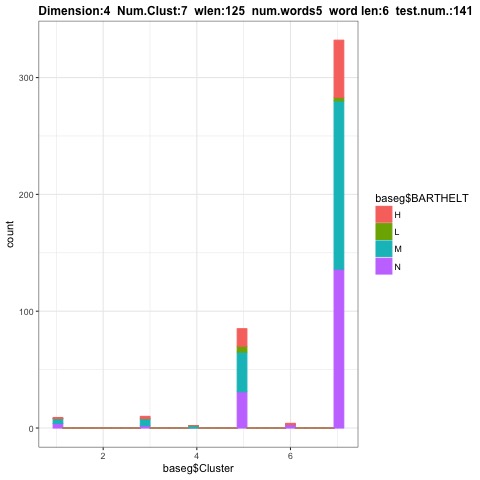 Dimension:4  Num.Clust:7  wlen:125  num.words5  word len:6  test.num.:141
300
200
100
0
count
2 4 6
baseg$Cluster
baseg$BARTHELT
H
L
M
N